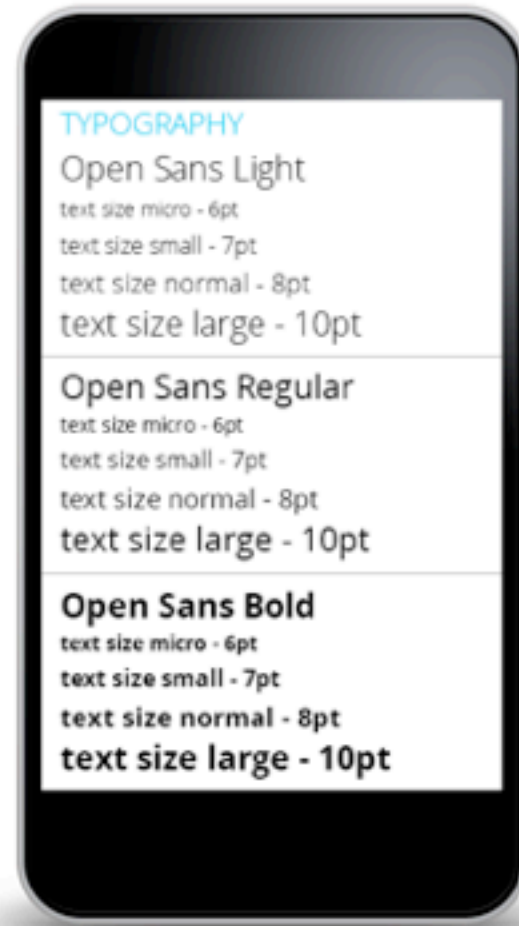 TYPOGRAPHY
Open Sans Light
text size micro - 6pt
text size small - 7pt
text size normal - 8pt
text size large - 10pt
Open Sans Regular
text size micro - 6pt
text size small - 7pt
text size normal - 8pt
text size large - 10pt
Open Sans Bold
text size micro - 6pt
text size small - 7pt
text size normal - 8pt
text size large - 10pt